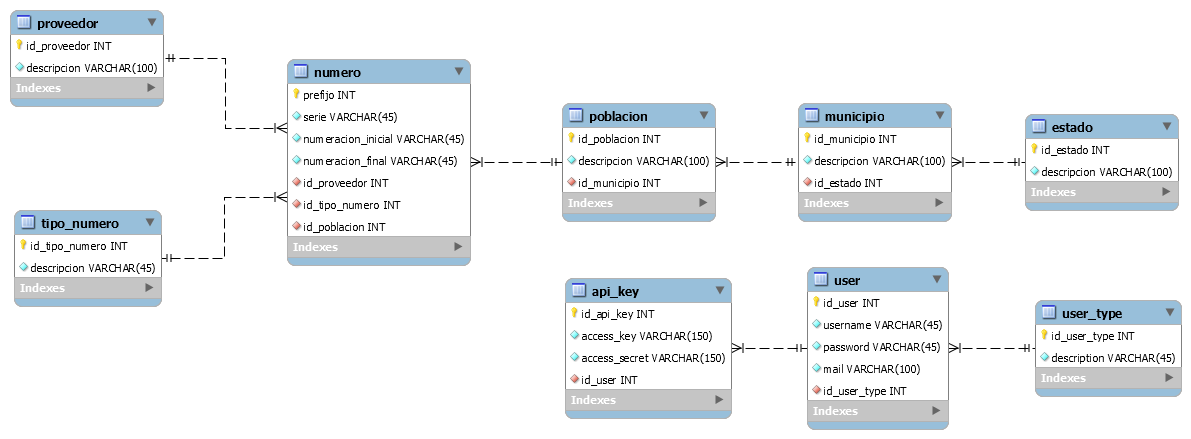 proveedor
id_proveedor INT
descripcion VARCHAR(100)
Indexes
tipo_numero
id_tipo_numero INT
descripcion VARCHAR(45)
Indexes
numero
prefijo INT
serie VARCHAR(45)
numeracion_inicial VARCHAR(45)
numeracion_final VARCHAR(45)
id_proveedor INT
id_tipo_numero INT
id_poblacion INT
Indexes
poblacion
id_poblacion INT
descripcion VARCHAR(100)
id_municipio INT
Indexes
municipio
id_municipio INT
descripcion VARCHAR(100)
id_estado INT
Indexes
estado
id_estado INT
descripcion VARCHAR(100)
Indexes
api_key
id_api_key INT
access_key VARCHAR(150)
access_secret VARCHAR(150)
id_user INT
Indexes
user
id_user INT
username VARCHAR(45)
password VARCHAR(45)
mail VARCHAR(100)
id_user_type INT
Indexes
user_type
id_user_type INT
description VARCHAR(45)
Indexes